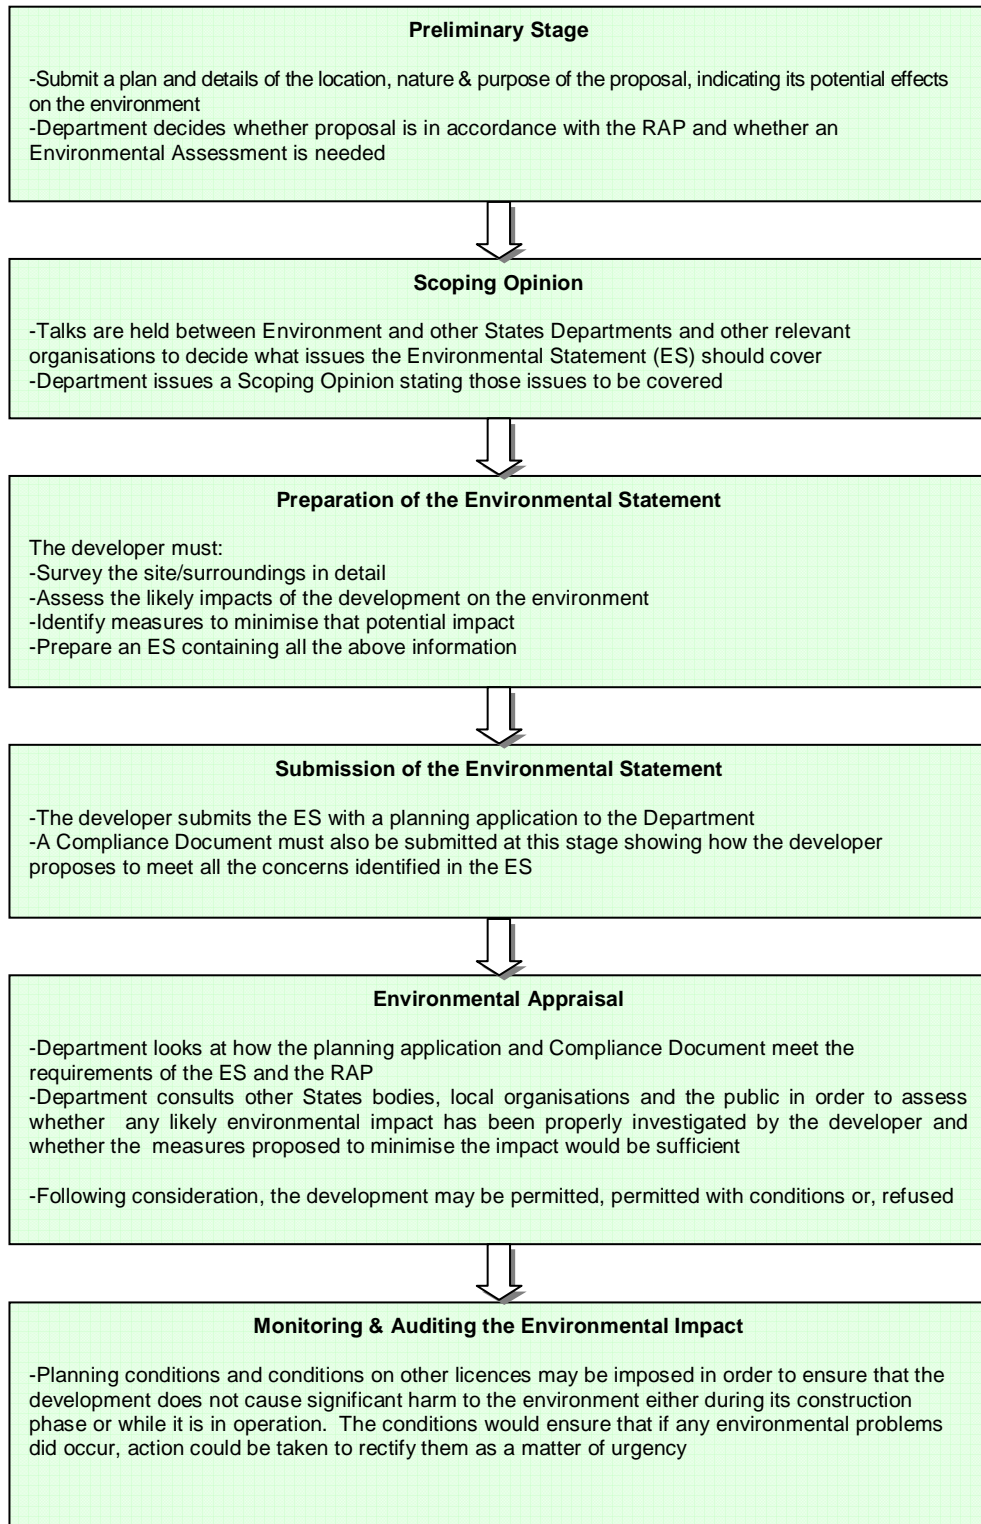 Preliminary Stage
-Submit a plan and details of the location, nature & purpose of the proposal, indicating its potential effects
on the environment
-Department decides whether proposal is in accordance with the RAP and whether an
Environmental Assessment is needed
Scoping Opinion
-Talks are held between Environment and other States Departments and other relevant
organisations to decide what issues the Environmental Statement (ES) should cover
-Department issues a Scoping Opinion stating those issues to be covered
Preparation of the Environmental Statement
The developer must:
-Survey the site/surroundings in detail
-Assess the likely impacts of the development on the environment
-Identify measures to minimise that potential impact
-Prepare an ES containing all the above information
Submission of the Environmental Statement
-The developer submits the ES with a planning application to the Department
-A Compliance Document must also be submitted at this stage showing how the developer
proposes to meet all the concerns identified in the ES
Environmental Appraisal
-Department looks at how the planning application and Compliance Document meet the
requirements of the ES and the RAP
-Department consults other States bodies, local organisations and the public in order to assess
whether any likely environmental impact has been properly investigated by the developer and
whether the measures proposed to minimise the impact would be sufficient
-Following consideration, the development may be permitted, permitted with conditions or, refused
Monitoring & Auditing the Environmental Impact
-Planning conditions and conditions on other licences may be imposed in order to ensure that the
development does not cause significant harm to the environment either during its construction
phase or while it is in operation. The conditions would ensure that if any environmental problems
did occur, action could be taken to rectify them as a matter of urgency